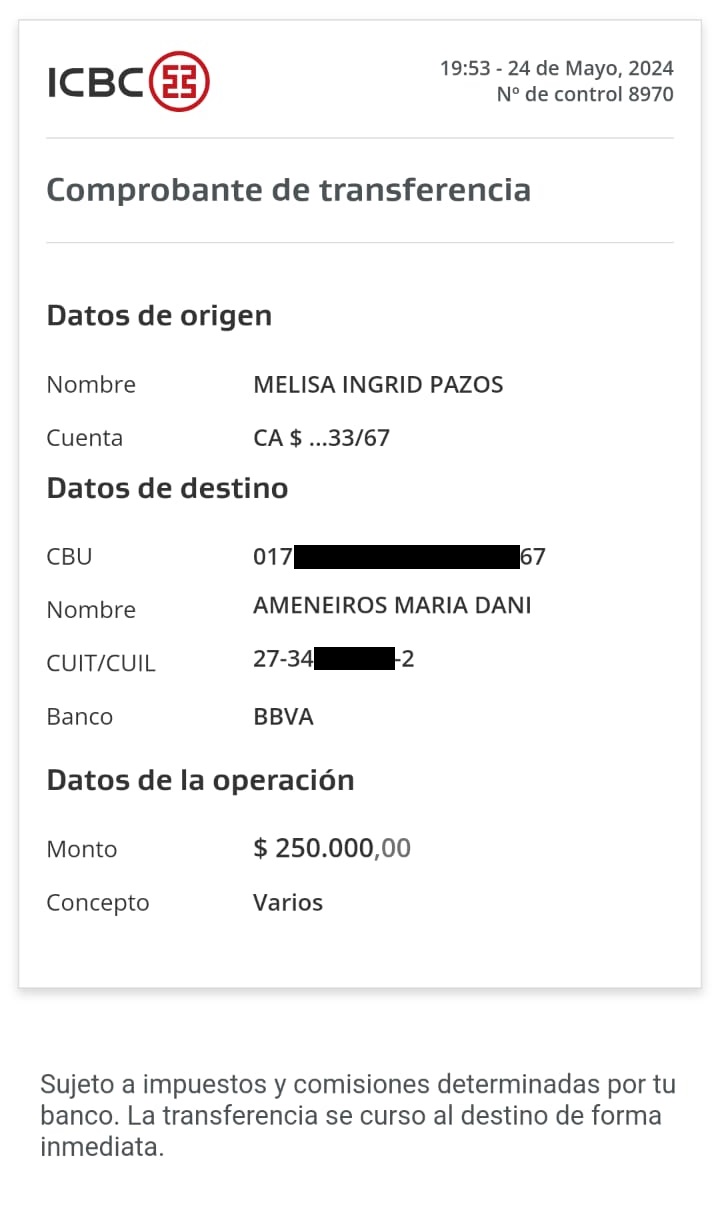 ICBC
19:53 - 24 de Mayo, 2024
Nº de control 8970
Comprobante de transferencia
Datos de origen
Nombre MELISA INGRID PAZOS
Cuenta CA $ ...33/67
Datos de destino
CBU 017 67
Nombre AMENEIROS MARIA DANI
CUIT/CUIL 27-34 -2
Banco BBVA
Datos de la operación
Monto $ 250.000,00
Concepto Varios
Sujeto a impuestos y comisiones determinadas por tu
banco. La transferencia se curso al destino de forma
inmediata.